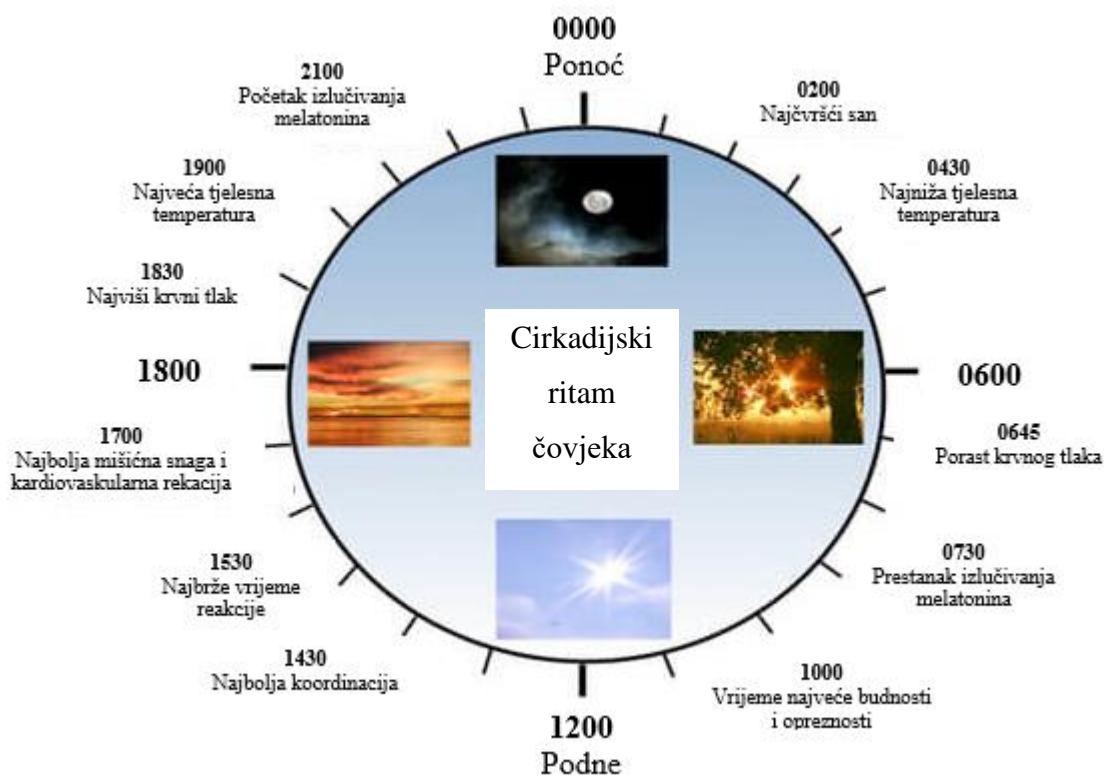 0000
Ponoć
0200
Najčvršći san
0430
Najniža tjelesna
temperatura
0600
0645
Porast krvnog tlaka
0730
Prestanak izlučivanja
melatonina
1000
Vrijeme najveće budnosti
i opreznosti
1200
Podne
1430
Najbolja koordinacija
1530
Najbrže vrijeme
reakcije
1700
Najbolja mišićna snaga i
kardiovaskularna rekacija
1800
1830
Najviši krvni tlak
1900
Najveća tjelesna
temperatura
2100
Početak izlučivanja
melatonina
Cirkadijski
ritam
čovjeka